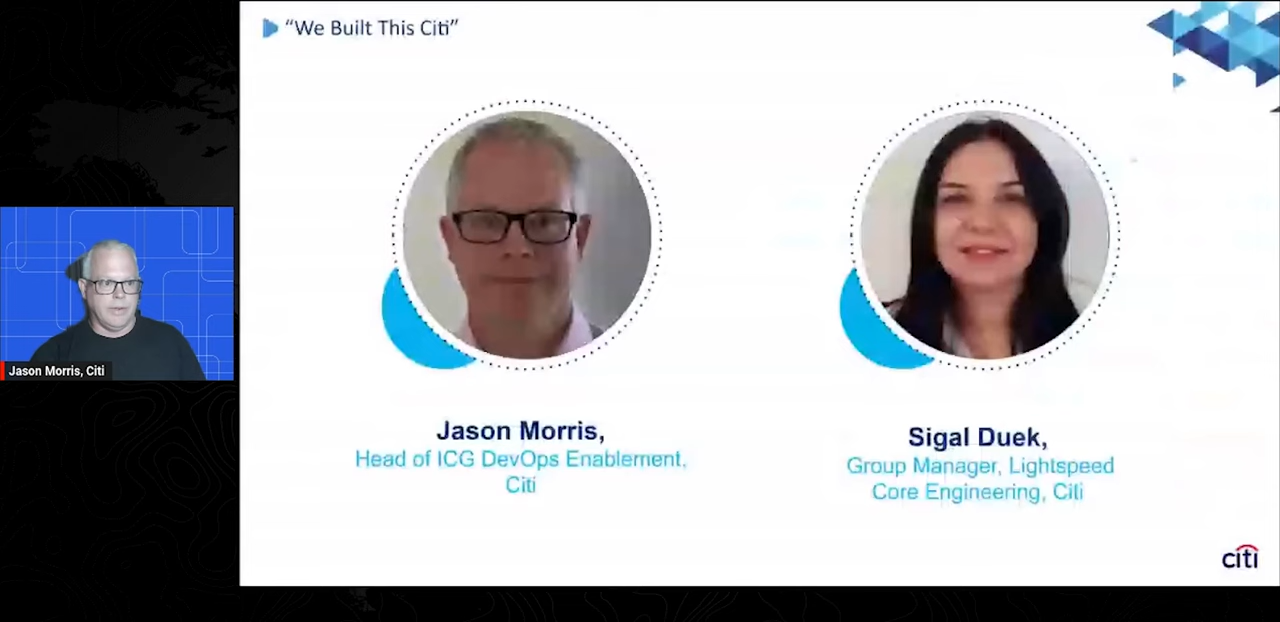 “We Built This Citi”
Jason Morris, Citi
Jason Morris,
Head of ICG DevOps Enablement,
Citi
Sigal Duek,
Group Manager, Lightspeed
Core Engineering, Citi
citi